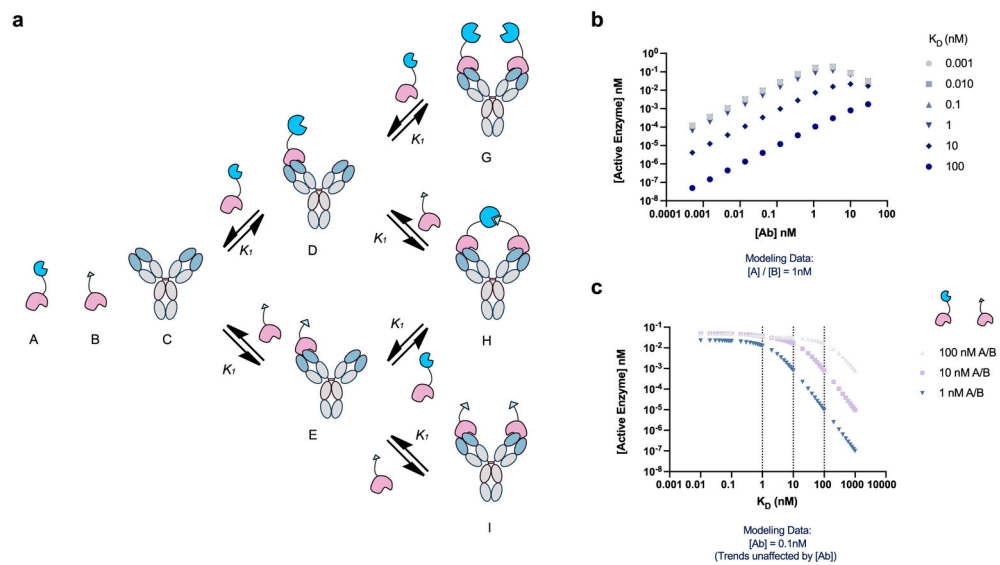 a
A
B
C
D
E
G
H
I
K₁
K₁
K₁
K₁
K₁
K₁
b
[Active Enzyme] nM
10⁰
10⁻¹
10⁻²
10⁻³
10⁻⁴
10⁻⁵
10⁻⁶
10⁻⁷
10⁻⁸
0.0001 0.001 0.01 0.1 1 10 100
[Ab] nM
K_D (nM)
0.001
0.010
0.1
1
10
100
Modeling Data:
[A] / [B] = 1nM
c
[Active Enzyme] nM
10⁻¹
10⁻²
10⁻³
10⁻⁴
10⁻⁵
10⁻⁶
10⁻⁷
10⁻⁸
0.001 0.01 0.1 1 10 100 1000 10000
K_D (nM)
100 nM A/B
10 nM A/B
1 nM A/B
Modeling Data:
[Ab] = 0.1nM
(Trends unaffected by [Ab])